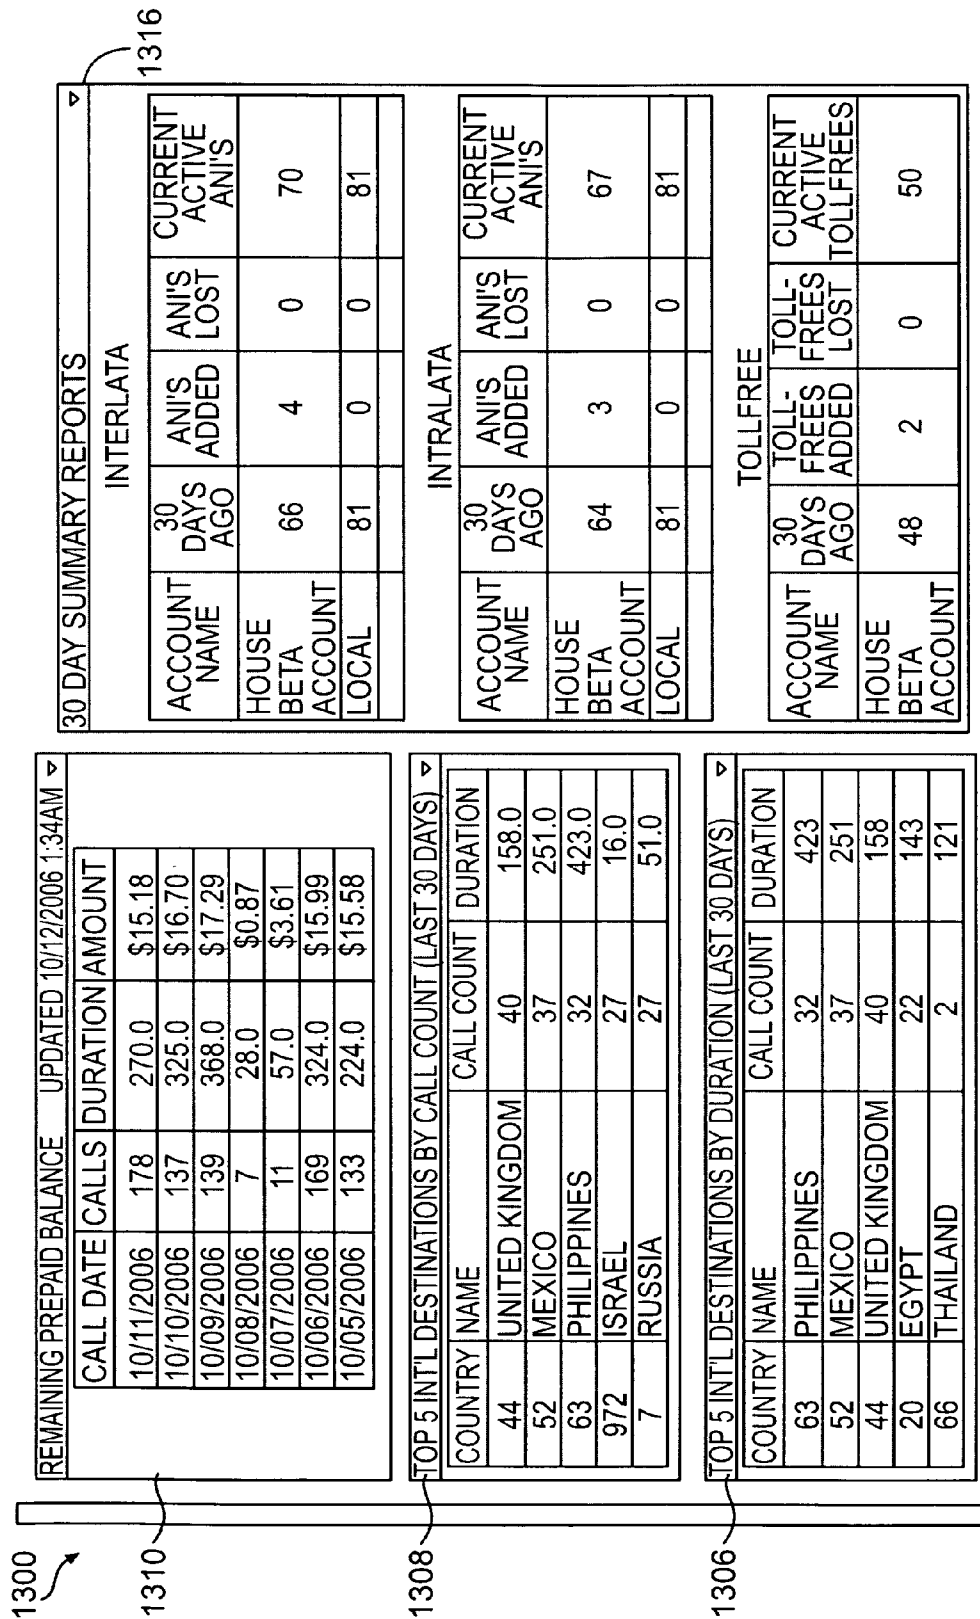 1300
1310
REMAINING PREPAID BALANCE UPDATED 10/12/2006 1:34AM
CALL DATE CALLS DURATION AMOUNT
10/11/2006 178 270.0 $15.18
10/10/2006 137 325.0 $16.70
10/09/2006 139 368.0 $17.29
10/08/2006 7 28.0 $0.87
10/07/2006 11 57.0 $3.61
10/06/2006 169 324.0 $15.99
10/05/2006 133 224.0 $15.58
1308
TOP 5 INT'L DESTINATIONS BY CALL COUNT (LAST 30 DAYS)
COUNTRY NAME CALL COUNT DURATION
44 UNITED KINGDOM 40 158.0
52 MEXICO 37 251.0
63 PHILIPPINES 32 423.0
972 ISRAEL 27 16.0
7 RUSSIA 27 51.0
1306
TOP 5 INT'L DESTINATIONS BY DURATION (LAST 30 DAYS)
COUNTRY NAME CALL COUNT DURATION
63 PHILIPPINES 32 423
52 MEXICO 37 251
44 UNITED KINGDOM 40 158
20 EGYPT 22 143
66 THAILAND 2 121
1316
30 DAY SUMMARY REPORTS
INTERLATA
ACCOUNT NAME 30 DAYS AGO ANI'S ADDED ANI'S LOST CURRENT ACTIVE ANI'S
HOUSE BETA ACCOUNT 66 4 0 70
LOCAL 81 0 0 81
INTRALATA
ACCOUNT NAME 30 DAYS AGO ANI'S ADDED ANI'S LOST CURRENT ACTIVE ANI'S
HOUSE BETA ACCOUNT 64 3 0 67
LOCAL 81 0 0 81
TOLLFREE
ACCOUNT NAME 30 DAYS AGO TOLL-FREES ADDED TOLL-FREES LOST CURRENT ACTIVE TOLLFREES
HOUSE BETA ACCOUNT 48 2 0 50